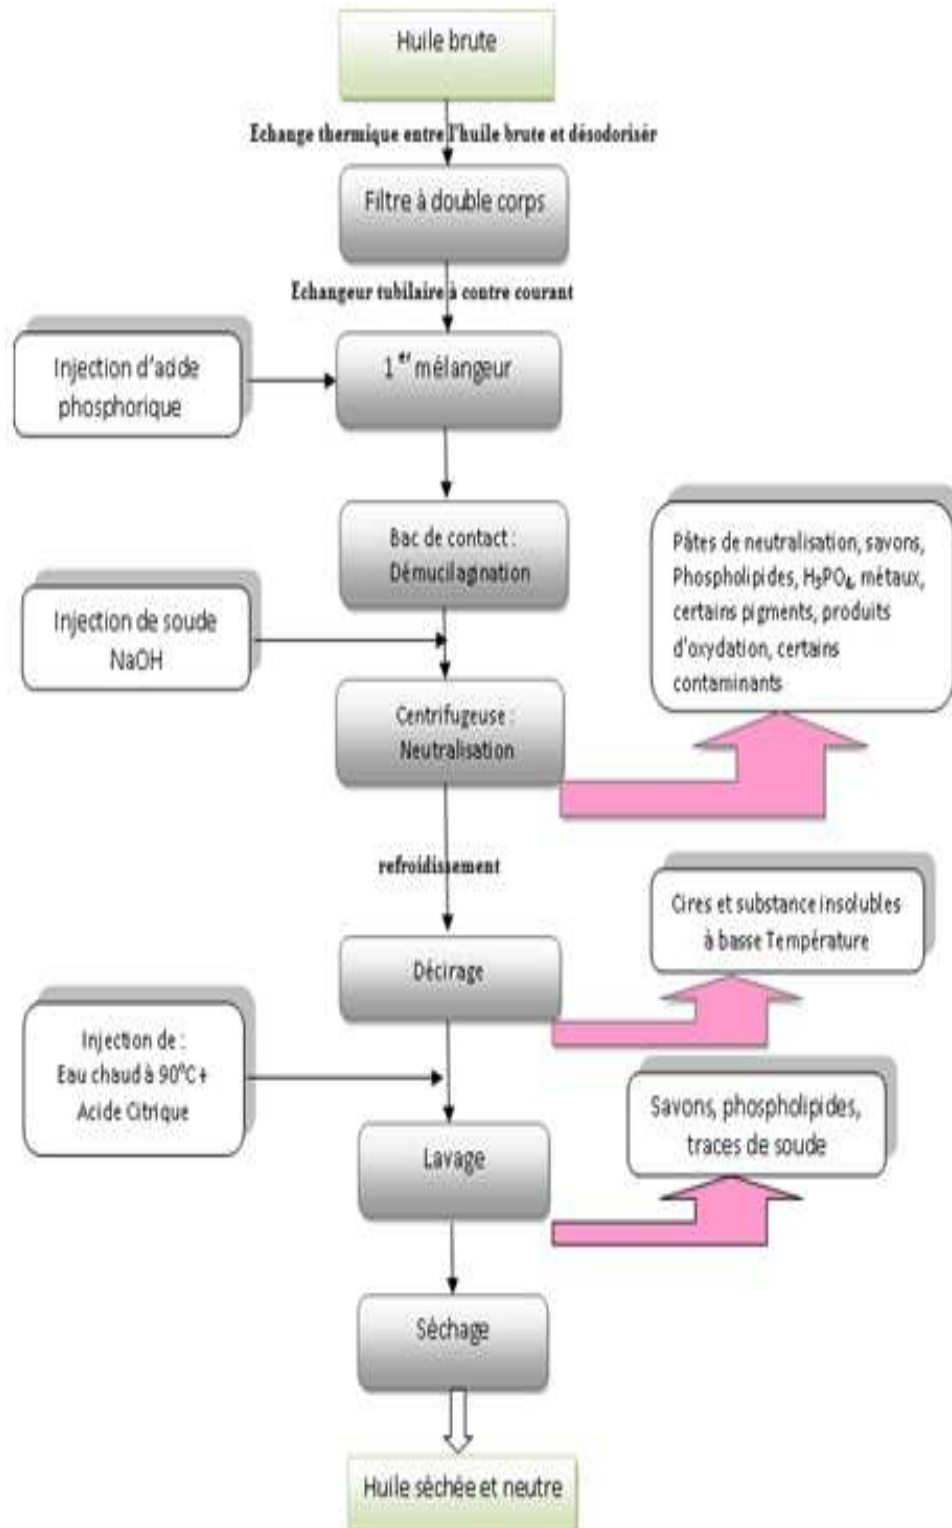 Huile brute
Echange thermique entre l'huile brute et désodorisér
Filtre à double corps
Echangeur tubilaire à contre courant
Injection d'acide
phosphorique
1er mélangeur
Bac de contact :
Démucilagination
Injection de soude
NaOH
Pâtes de neutralisation, savons,
Phospholipides, H3PO4, métaux,
certains pigments, produits
d'oxydation, certains
contaminants
Centrifugeuse :
Neutralisation
refroidissement
Cires et substance insolubles
à basse Température
Décirage
Injection de :
Eau chaud à 90°C+
Acide Citrique
Savons, phospholipides,
traces de soude
Lavage
Séchage
Huile séchée et neutre